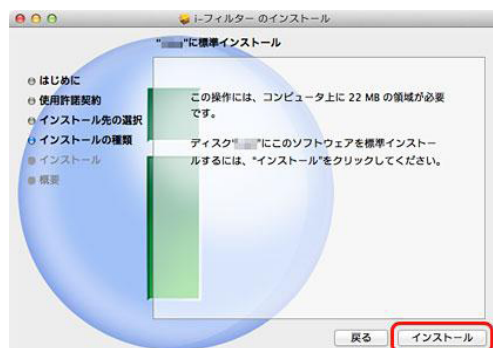 i-フィルター のインストール
"  "に標準インストール
はじめに
使用許諾契約
インストール先の選択
インストールの種類
インストール
概要
この操作には、コンピュータ上に 22 MB の領域が必要
です。
ディスク"  "にこのソフトウェアを標準インストー
ルするには、"インストール"をクリックしてください。
戻る
インストール